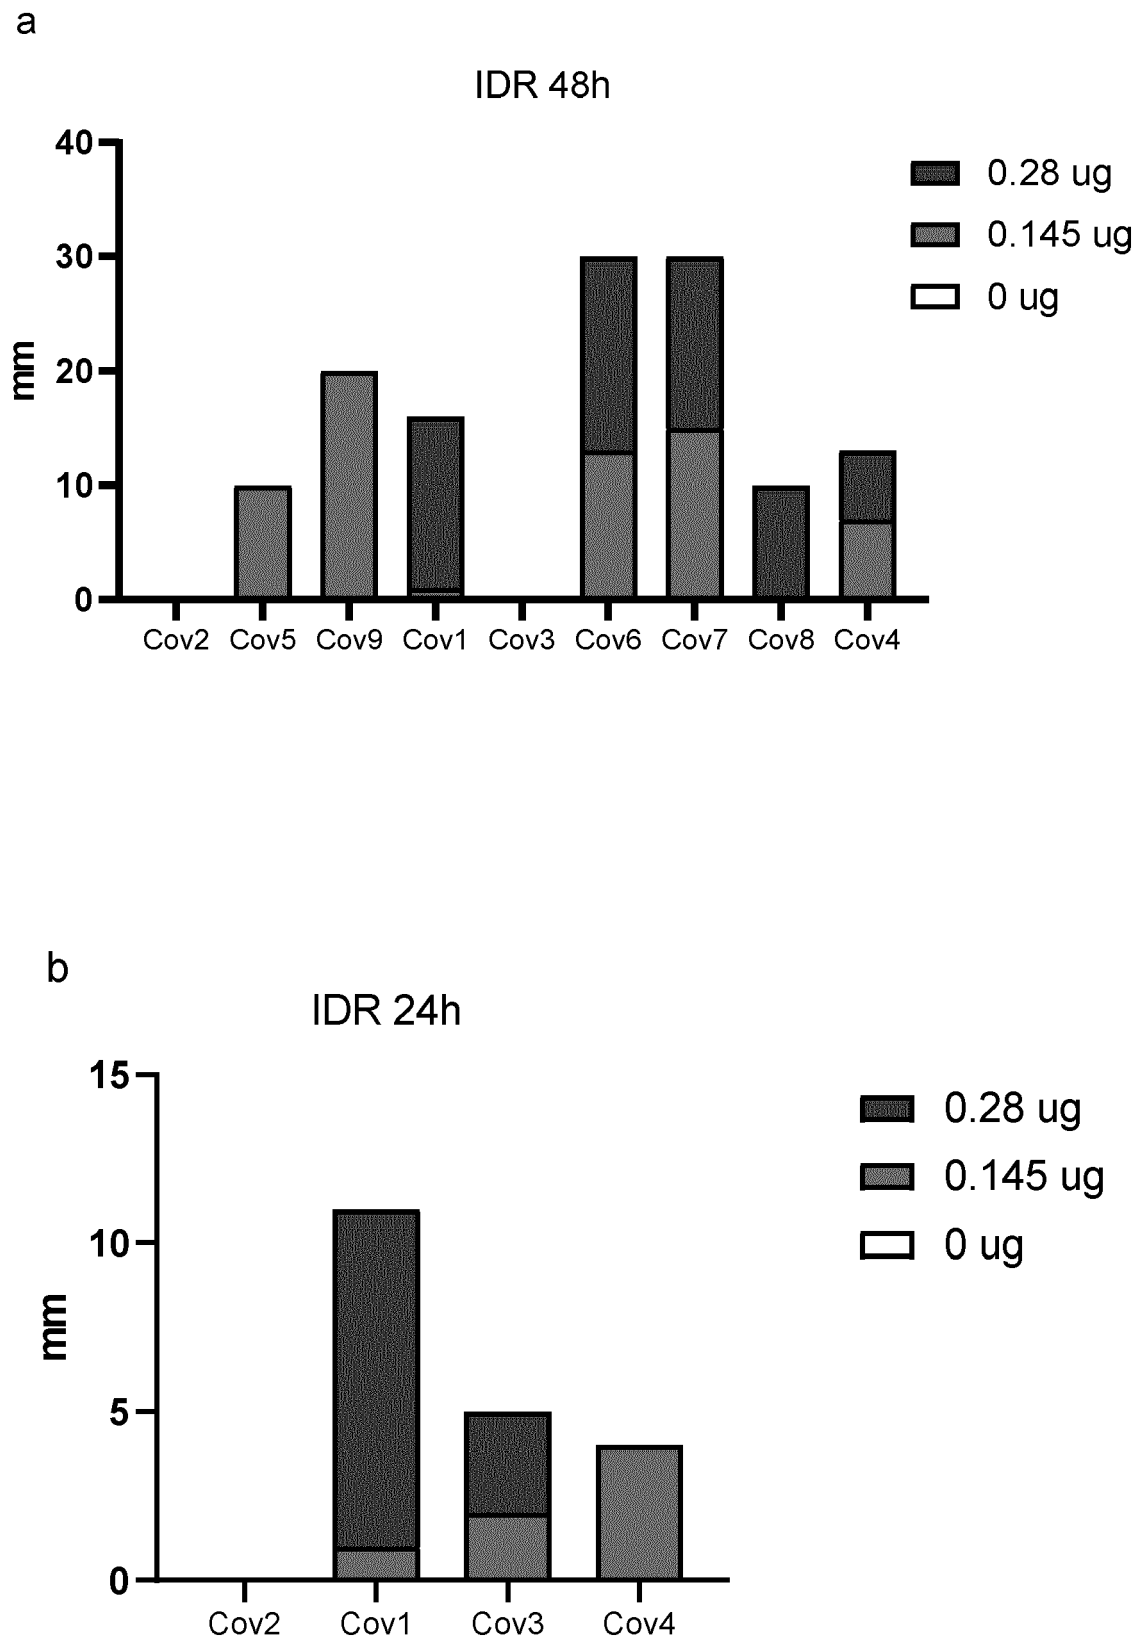 a
IDR 48h
40
30
20
10
0
mm
0.28 ug
0.145 ug
0 ug
Cov2 Cov5 Cov9 Cov1 Cov3 Cov6 Cov7 Cov8 Cov4
b
IDR 24h
15
10
5
0
mm
0.28 ug
0.145 ug
0 ug
Cov2 Cov1 Cov3 Cov4